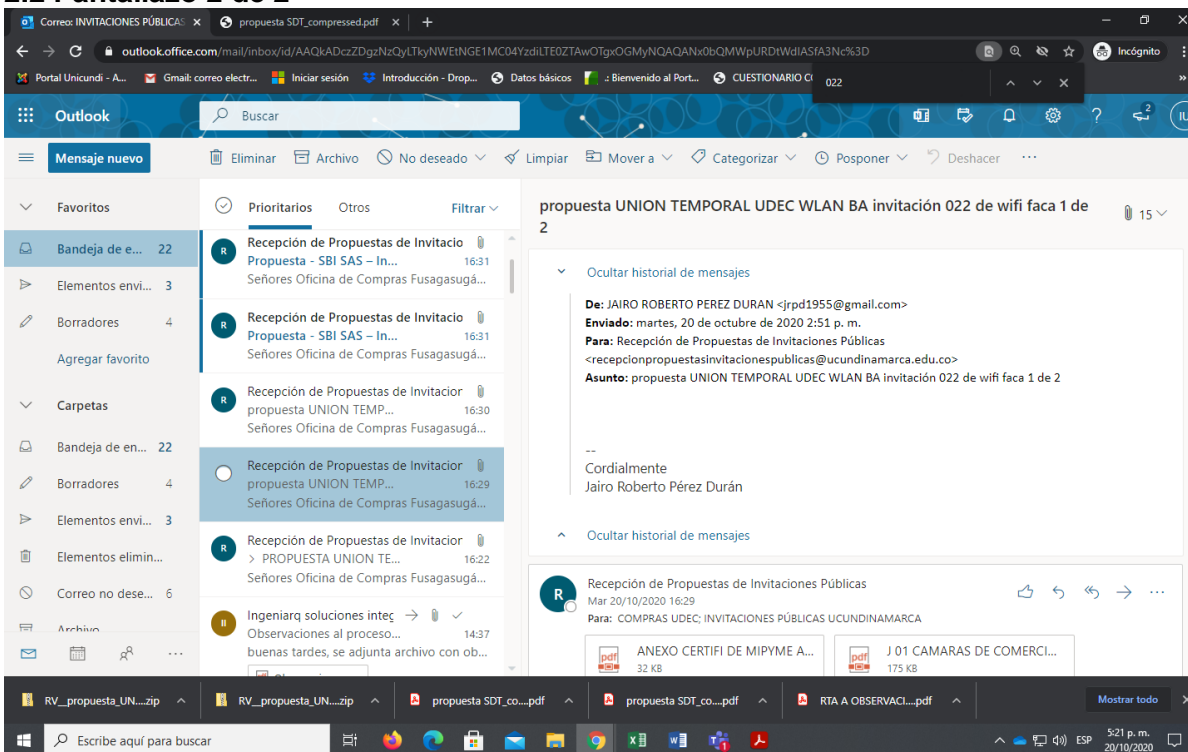 2.2 Pantallazo 2 de 2
Correo: INVITACIONES PÚBLICAS
propuesta SDT_compressed.pdf
outlook.office.com/mail/inbox/id/AAQkADczZDgzNzQyLTkyNWEtNGE1MC04YzdiLTE0ZTAwOTgxOGMyNQAQANx0bQMWpURDtWdIASfA3Nc%3D
Incógnito
Portal Unicundi - A...
Gmail: correo electr...
Iniciar sesión
Introducción - Drop...
Datos básicos
.: Bienvenido al Port...
CUESTIONARIO CO
»
022
Outlook
Buscar
2
IU
Mensaje nuevo
Eliminar
Archivo
No deseado
Limpiar
Mover a
Categorizar
Posponer
Deshacer
...
Favoritos
Bandeja de e... 22
Elementos envi... 3
Borradores 4
Agregar favorito
Carpetas
Bandeja de en... 22
Borradores 4
Elementos envi... 3
Elementos elimin...
Correo no dese... 6
Archivo
...
Prioritarios
Otros
Filtrar
R
Recepción de Propuestas de Invitacio
Propuesta - SBI SAS – In... 16:31
Señores Oficina de Compras Fusagasugá...
R
Recepción de Propuestas de Invitacio
Propuesta - SBI SAS – In... 16:31
Señores Oficina de Compras Fusagasugá...
R
Recepción de Propuestas de Invitacior
propuesta UNION TEMP... 16:30
Señores Oficina de Compras Fusagasugá...
Recepción de Propuestas de Invitacior
propuesta UNION TEMP... 16:29
Señores Oficina de Compras Fusagasugá...
R
Recepción de Propuestas de Invitacior
> PROPUESTA UNION TE... 16:22
Señores Oficina de Compras Fusagasugá...
II
Ingeniarq soluciones integ
Observaciones al proceso... 14:37
buenas tardes, se adjunta archivo con ob...
propuesta UNION TEMPORAL UDEC WLAN BA invitación 022 de wifi faca 1 de
2
15
Ocultar historial de mensajes
De: JAIRO ROBERTO PEREZ DURAN <jrpd1955@gmail.com>
Enviado: martes, 20 de octubre de 2020 2:51 p. m.
Para: Recepción de Propuestas de Invitaciones Públicas
<recepcionpropuestasinvitacionespublicas@ucundinamarca.edu.co>
Asunto: propuesta UNION TEMPORAL UDEC WLAN BA invitación 022 de wifi faca 1 de 2
--
Cordialmente
Jairo Roberto Pérez Durán
Ocultar historial de mensajes
R
Recepción de Propuestas de Invitaciones Públicas
Mar 20/10/2020 16:29
Para: COMPRAS UDEC; INVITACIONES PÚBLICAS UCUNDINAMARCA
...
pdf
ANEXO CERTIFI DE MIPYME A...
32 KB
pdf
J 01 CAMARAS DE COMERCI...
175 KB
RV__propuesta_UN....zip
RV__propuesta_UN....zip
propuesta SDT_co....pdf
propuesta SDT_co....pdf
RTA A OBSERVACI....pdf
Mostrar todo
Escribe aquí para buscar
ESP
5:21 p. m.
20/10/2020